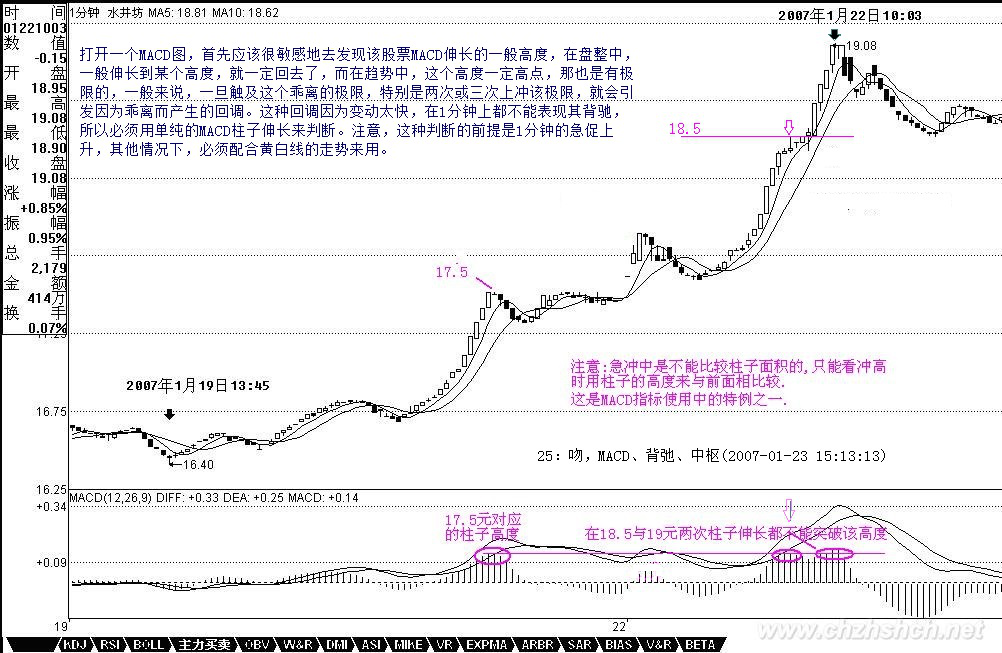 时 间
01221003
数 值
-0.15
开 盘
18.95
最 高
19.08
最 低
18.90
收 盘
19.08
涨 幅
+0.85%
振 幅
0.95%
总 手
2,179
金 额
414万
换 手
0.07%
1分钟 水井坊 MA5: 18.81 MA10: 18.62
打开一个MACD图，首先应该很敏感地去发现该股票MACD伸长的一般高度，在盘整中，
一般伸长到某个高度，就一定回去了，而在趋势中，这个高度一定高点，那也是有极
限的，一般来说，一旦触及这个乖离的极限，特别是两次或三次上冲该极限，就会引
发因为乖离而产生的回调。这种回调因为变动太快，在1分钟上都不能表现其背驰，
所以必须用单纯的MACD柱子伸长来判断。注意，这种判断的前提是1分钟的急促上
升，其他情况下，必须配合黄白线的走势来用。
2007年1月22日10:03
19.08
18.5
17.5
2007年1月19日13:45
16.40
16.75
16.25
注意:急冲中是不能比较柱子面积的,只能看冲高
时用柱子的高度来与前面相比较.
这是MACD指标使用中的特例之一.
25：吻，MACD、背弛、中枢(2007-01-23 15:13:13)
MACD(12,26,9) DIFF: +0.33 DEA: +0.25 MACD: +0.14
+0.34
+0.09
17.5元对应
的柱子高度
在18.5与19元两次柱子伸长都不能突破该高度
19
22
www.chzhshch.net
KDJ RSI BOLL 主力买卖 OBV W&R DMI ASI MIKE VR EXPMA ARBR SAR BIAS V&R BETA